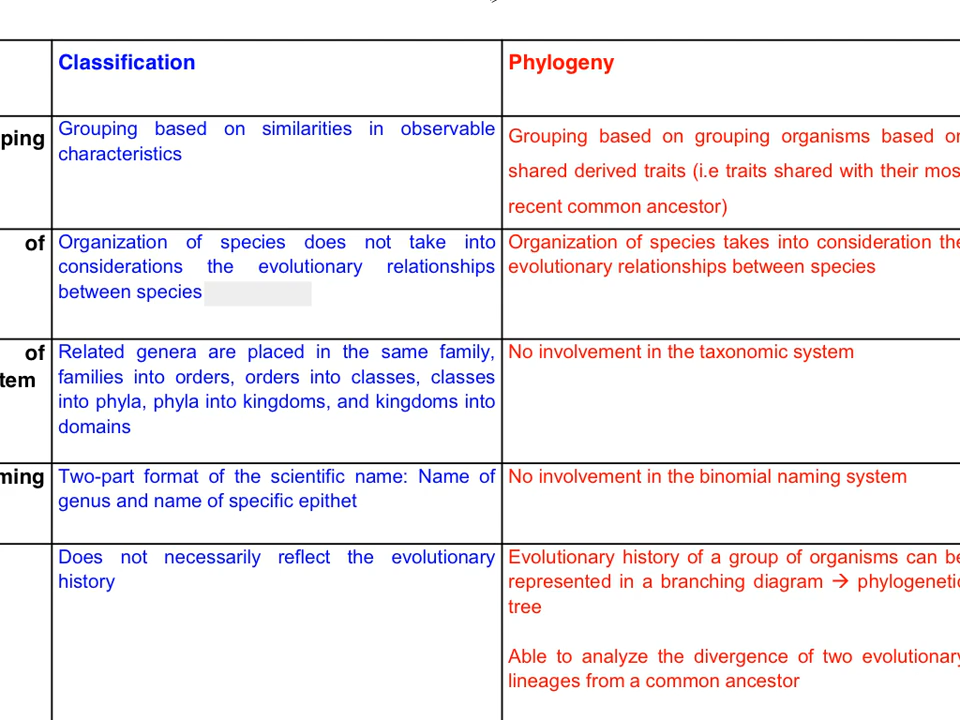 Classification
Phylogeny
ping
Grouping based on similarities in observable
characteristics
Grouping based on grouping organisms based on
shared derived traits (i.e traits shared with their most
recent common ancestor)
of
Organization of species does not take into
considerations the evolutionary relationships
between species
Organization of species takes into consideration the
evolutionary relationships between species
of
tem
Related genera are placed in the same family,
families into orders, orders into classes, classes
into phyla, phyla into kingdoms, and kingdoms into
domains
No involvement in the taxonomic system
ming
Two-part format of the scientific name: Name of
genus and name of specific epithet
No involvement in the binomial naming system
Does not necessarily reflect the evolutionary
history
Evolutionary history of a group of organisms can be
represented in a branching diagram → phylogenetic
tree
Able to analyze the divergence of two evolutionary
lineages from a common ancestor